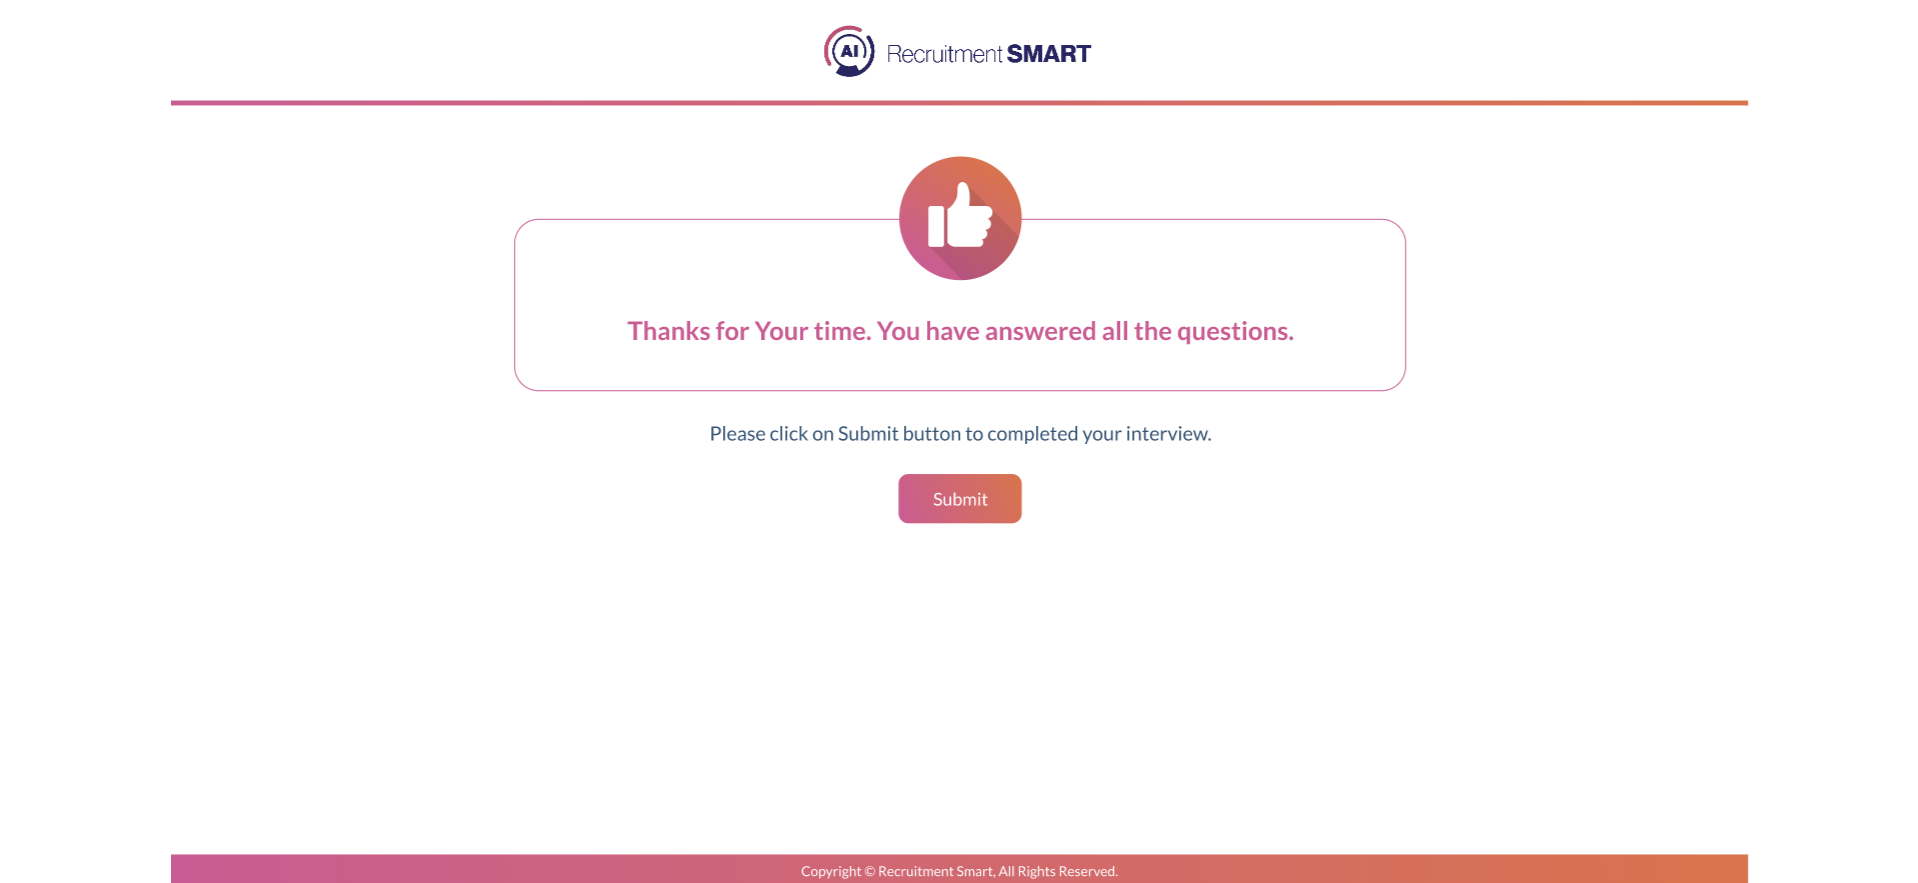 AI Recruitment SMART
Thanks for Your time. You have answered all the questions.
Please click on Submit button to completed your interview.
Submit
Copyright © Recruitment Smart, All Rights Reserved.